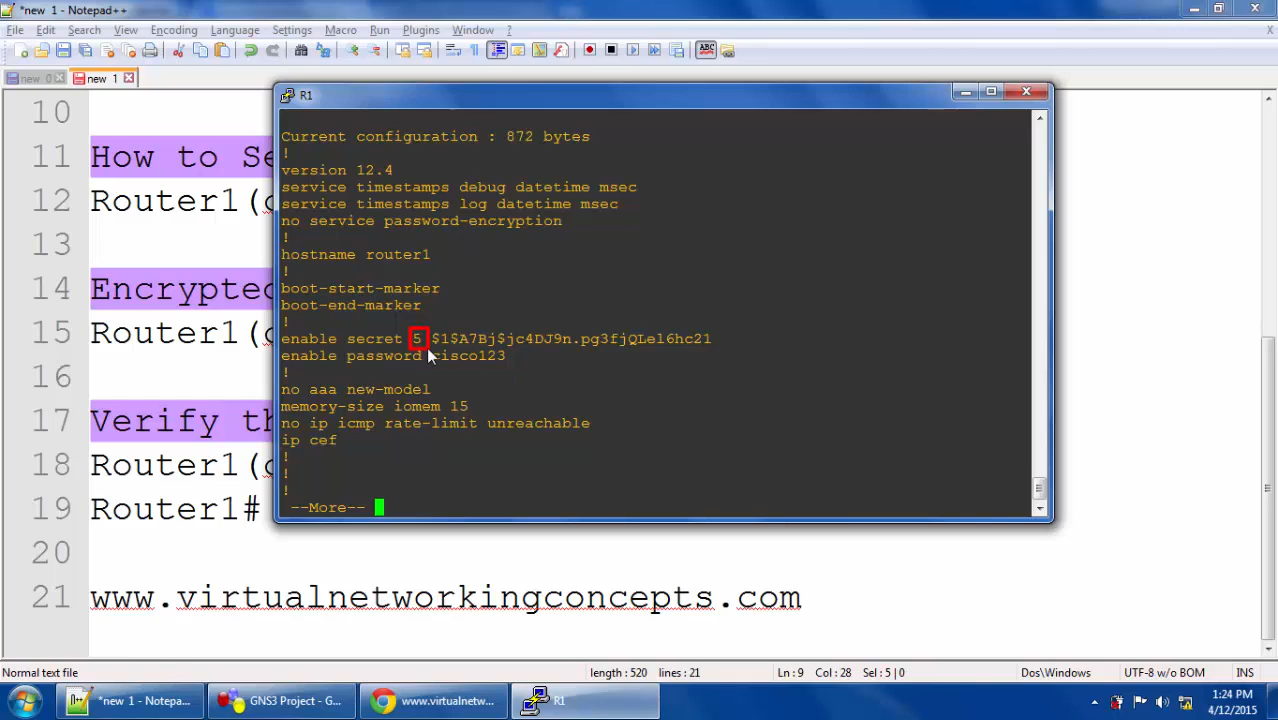 *new 1 - Notepad++
File Edit Search View Encoding Language Settings Macro Run Plugins Window ? X
new 0 new 1
10
11 How to Se
12 Router1(c
13
14 Encrypted
15 Router1(c
16
17 Verify th
18 Router1(c
19 Router1#
20
21 www.virtualnetworkingconcepts.com
R1
Current configuration : 872 bytes
!
version 12.4
service timestamps debug datetime msec
service timestamps log datetime msec
no service password-encryption
!
hostname router1
!
boot-start-marker
boot-end-marker
!
enable secret 5 $1$A7Bj$jc4DJ9n.pg3fjQLel6hc21
enable password cisco123
!
no aaa new-model
memory-size iomem 15
no ip icmp rate-limit unreachable
ip cef
!
!
!
--More--
Normal text file length : 520 lines : 21 Ln : 9 Col : 28 Sel : 5 | 0 Dos\Windows UTF-8 w/o BOM INS
*new 1 - Notepa... GNS3 Project - G... www.virtualnetw... R1 1:24 PM
4/12/2015